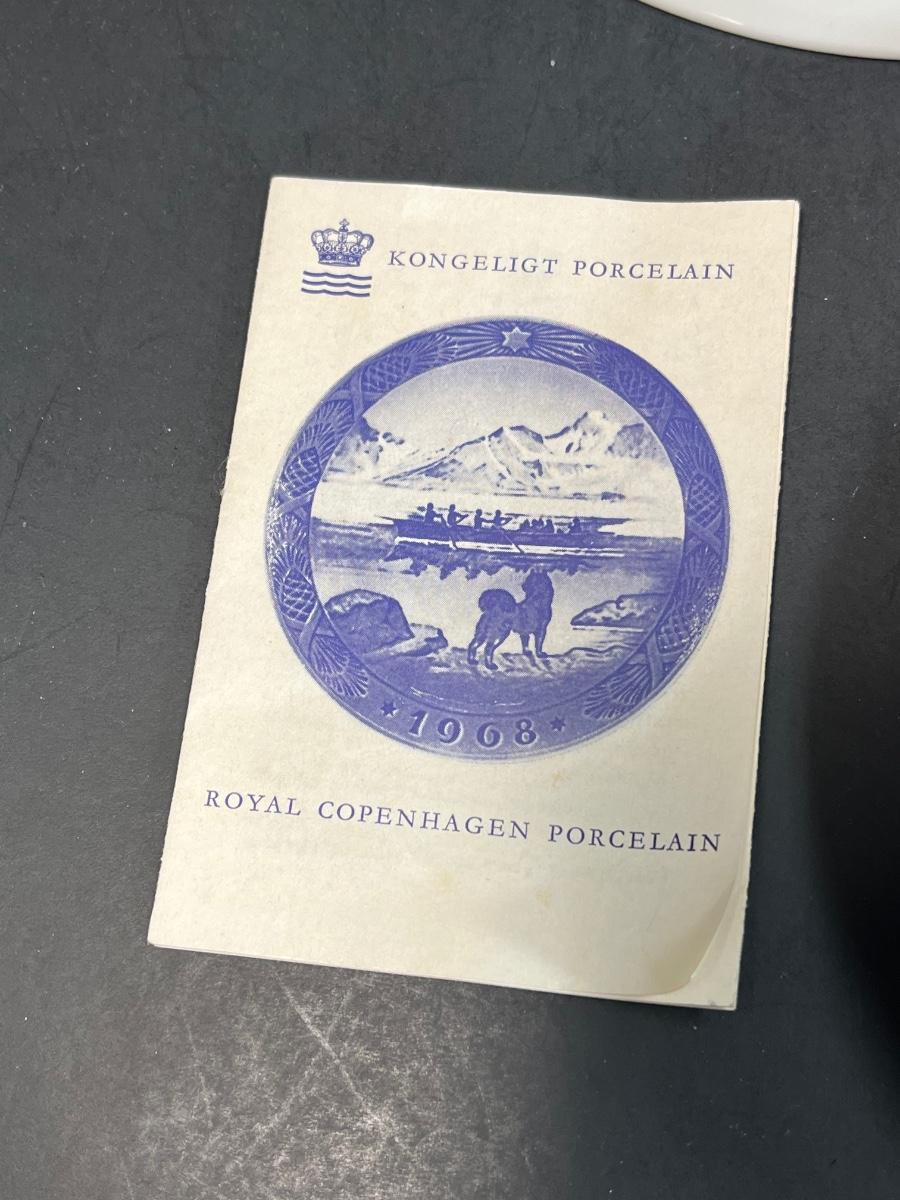 KONGELIGT PORCELAIN
1968
ROYAL COPENHAGEN PORCELAIN